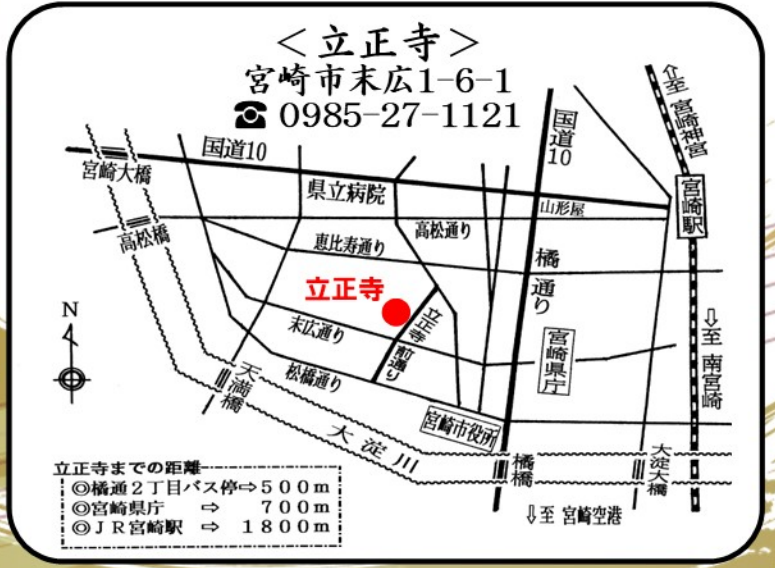 <立正寺>
宮崎市末広1-6-1
☎ 0985-27-1121
⇧至 宮崎神宮
国道10
国道10
宮崎大橋
県立病院
山形屋
宮崎駅
高松橋
高松通り
恵比寿通り
橘通り
立正寺
N
末広通り
立正寺前通り
宮崎県庁
⇩至 南宮崎
松橋通り
天満橋
宮崎市役所
大淀川
橘橋
大淀大橋
⇩至 宮崎空港
立正寺までの距離
◎橘通2丁目バス停⇨500m
◎宮崎県庁 ⇨ 700m
◎JR宮崎駅 ⇨ 1800m